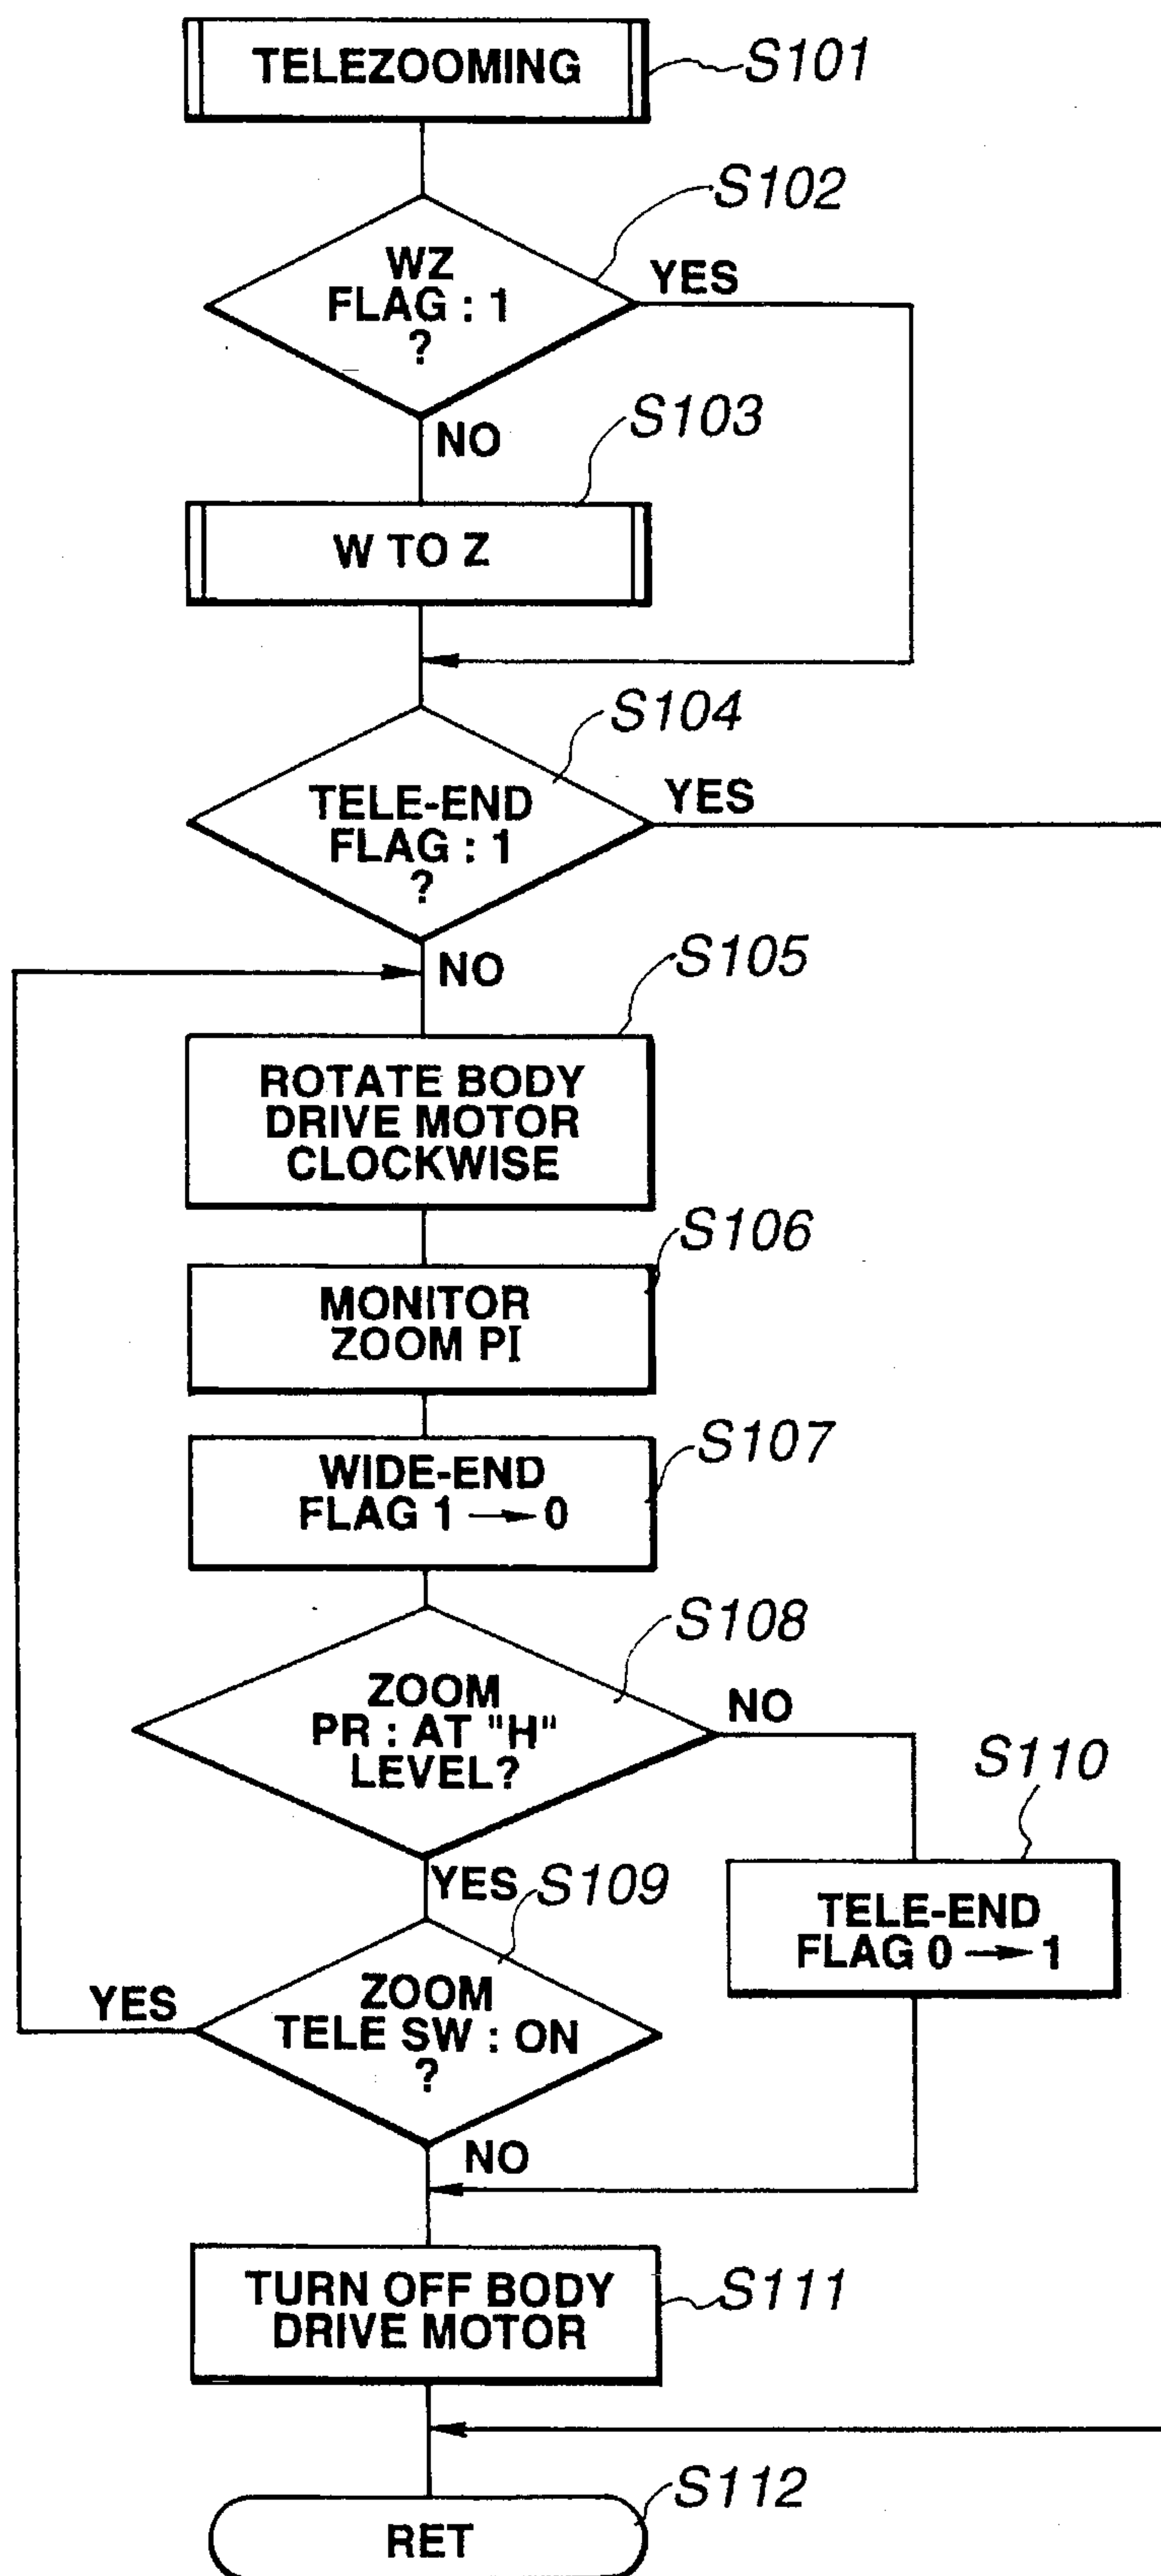 TELEZOOMING
S101
S102
WZ
FLAG : 1
?
YES
NO
S103
W TO Z
S104
TELE-END
FLAG : 1
?
YES
NO
S105
ROTATE BODY
DRIVE MOTOR
CLOCKWISE
S106
MONITOR
ZOOM PI
S107
WIDE-END
FLAG 1 → 0
S108
ZOOM
PR : AT "H"
LEVEL?
NO
YES
S110
TELE-END
FLAG 0 → 1
S109
ZOOM
TELE SW : ON
?
YES
NO
S111
TURN OFF BODY
DRIVE MOTOR
S112
RET